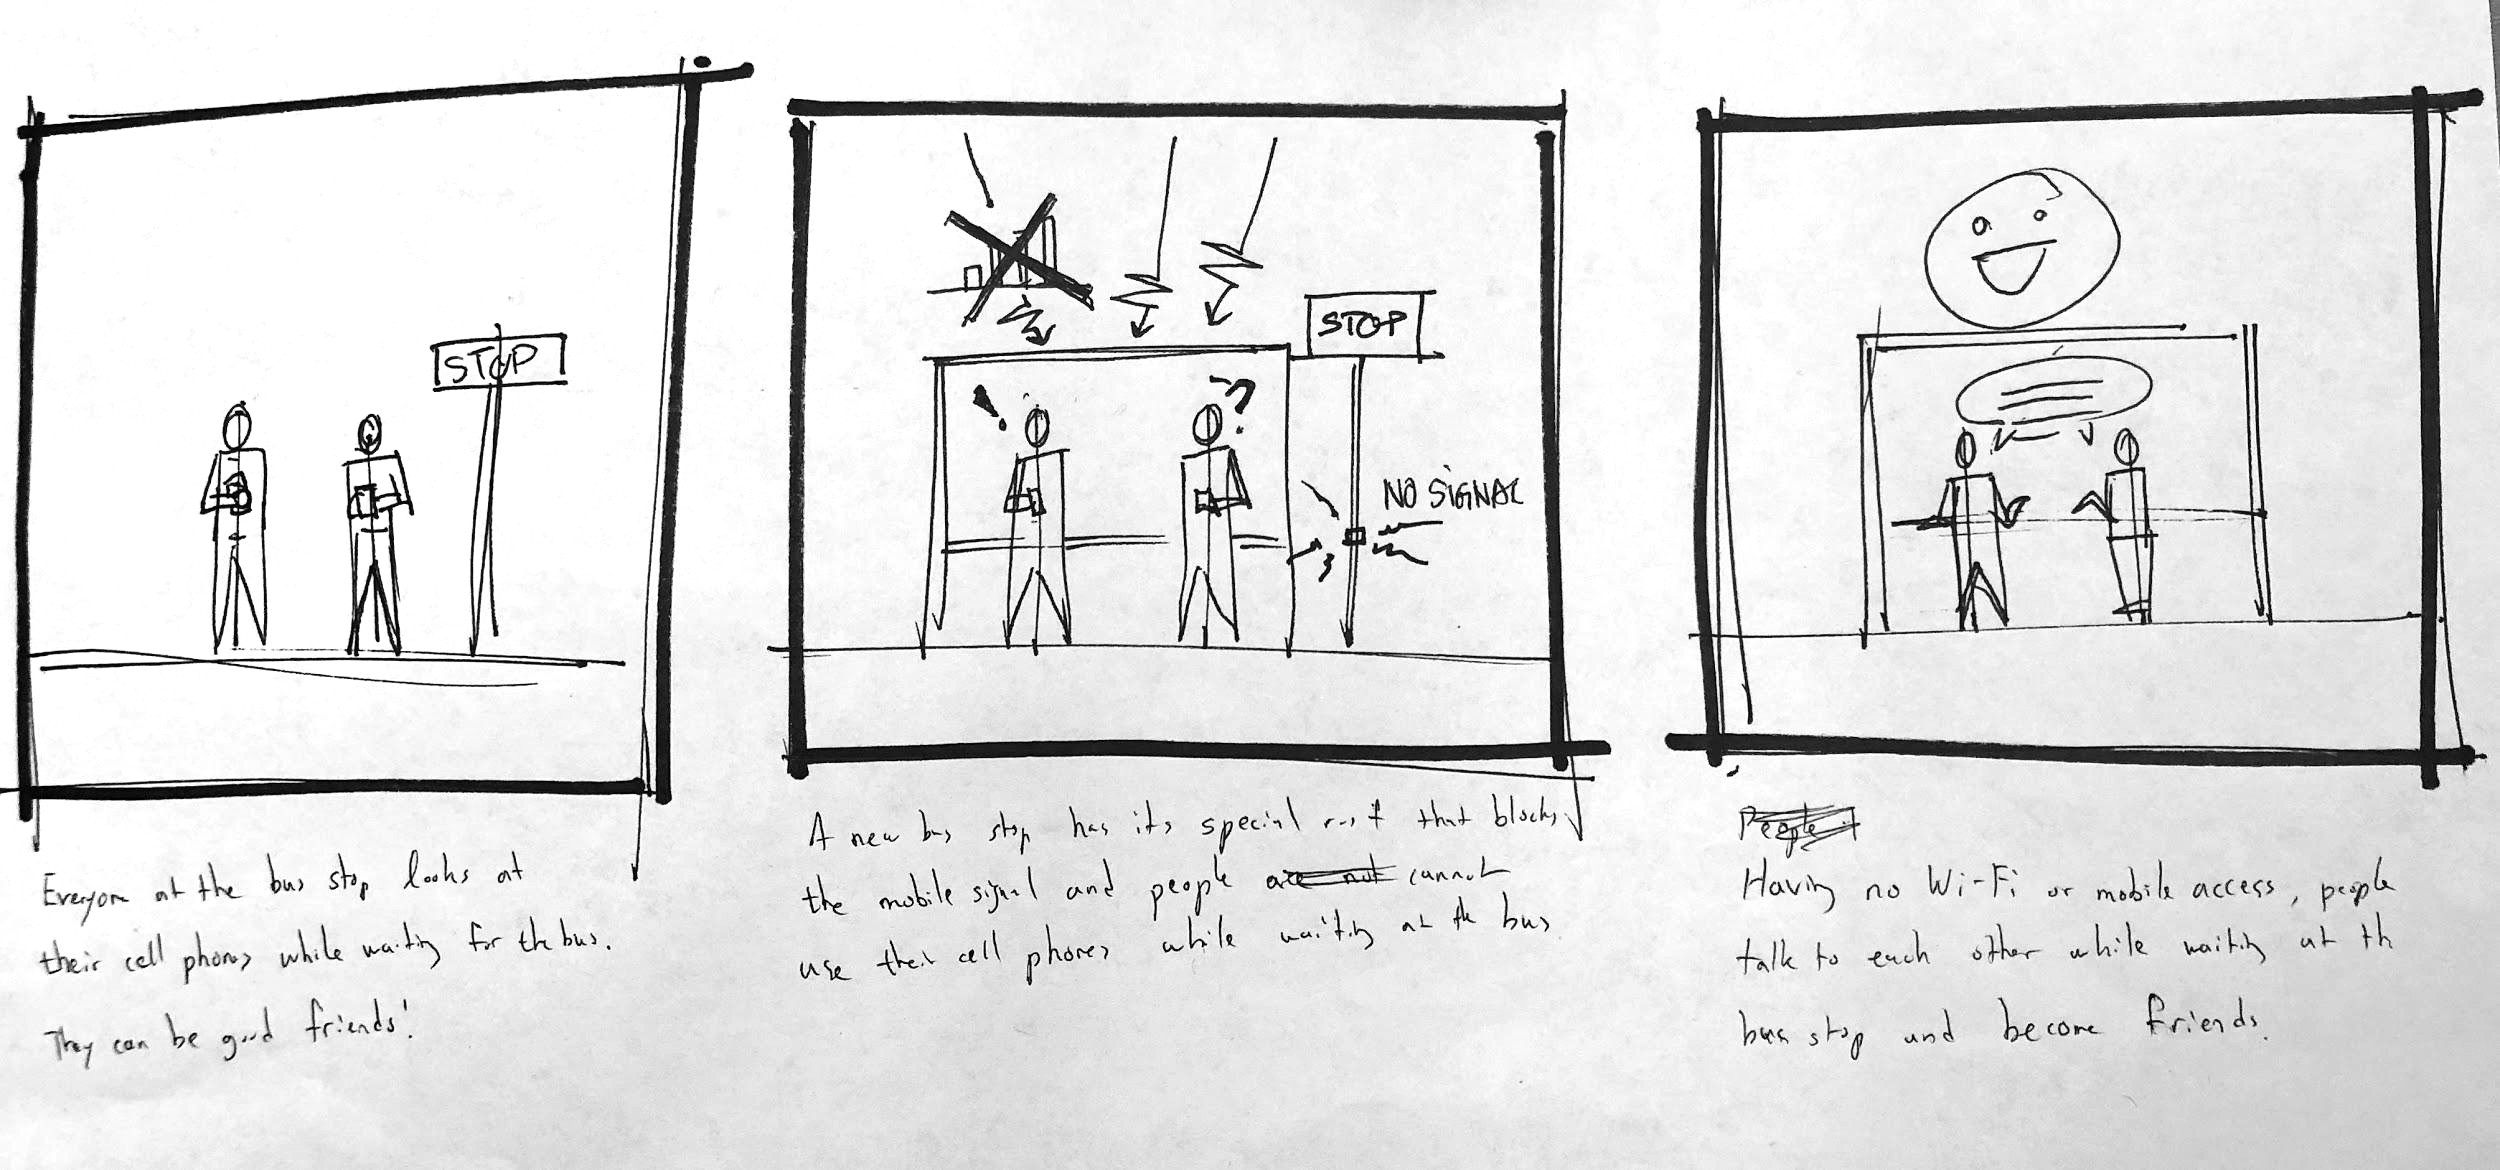 STOP
Everyone at the bus stop looks at
their cell phones while waiting for the bus.
They can be good friends!
STOP
!
?
NO SIGNAL
A new bus stop has its special roof that blocks
the mobile signal and people are not cannot
use their cell phones while waiting at the bus
People
Having no Wi-Fi or mobile access, people
talk to each other while waiting at th
bus stop and become friends.